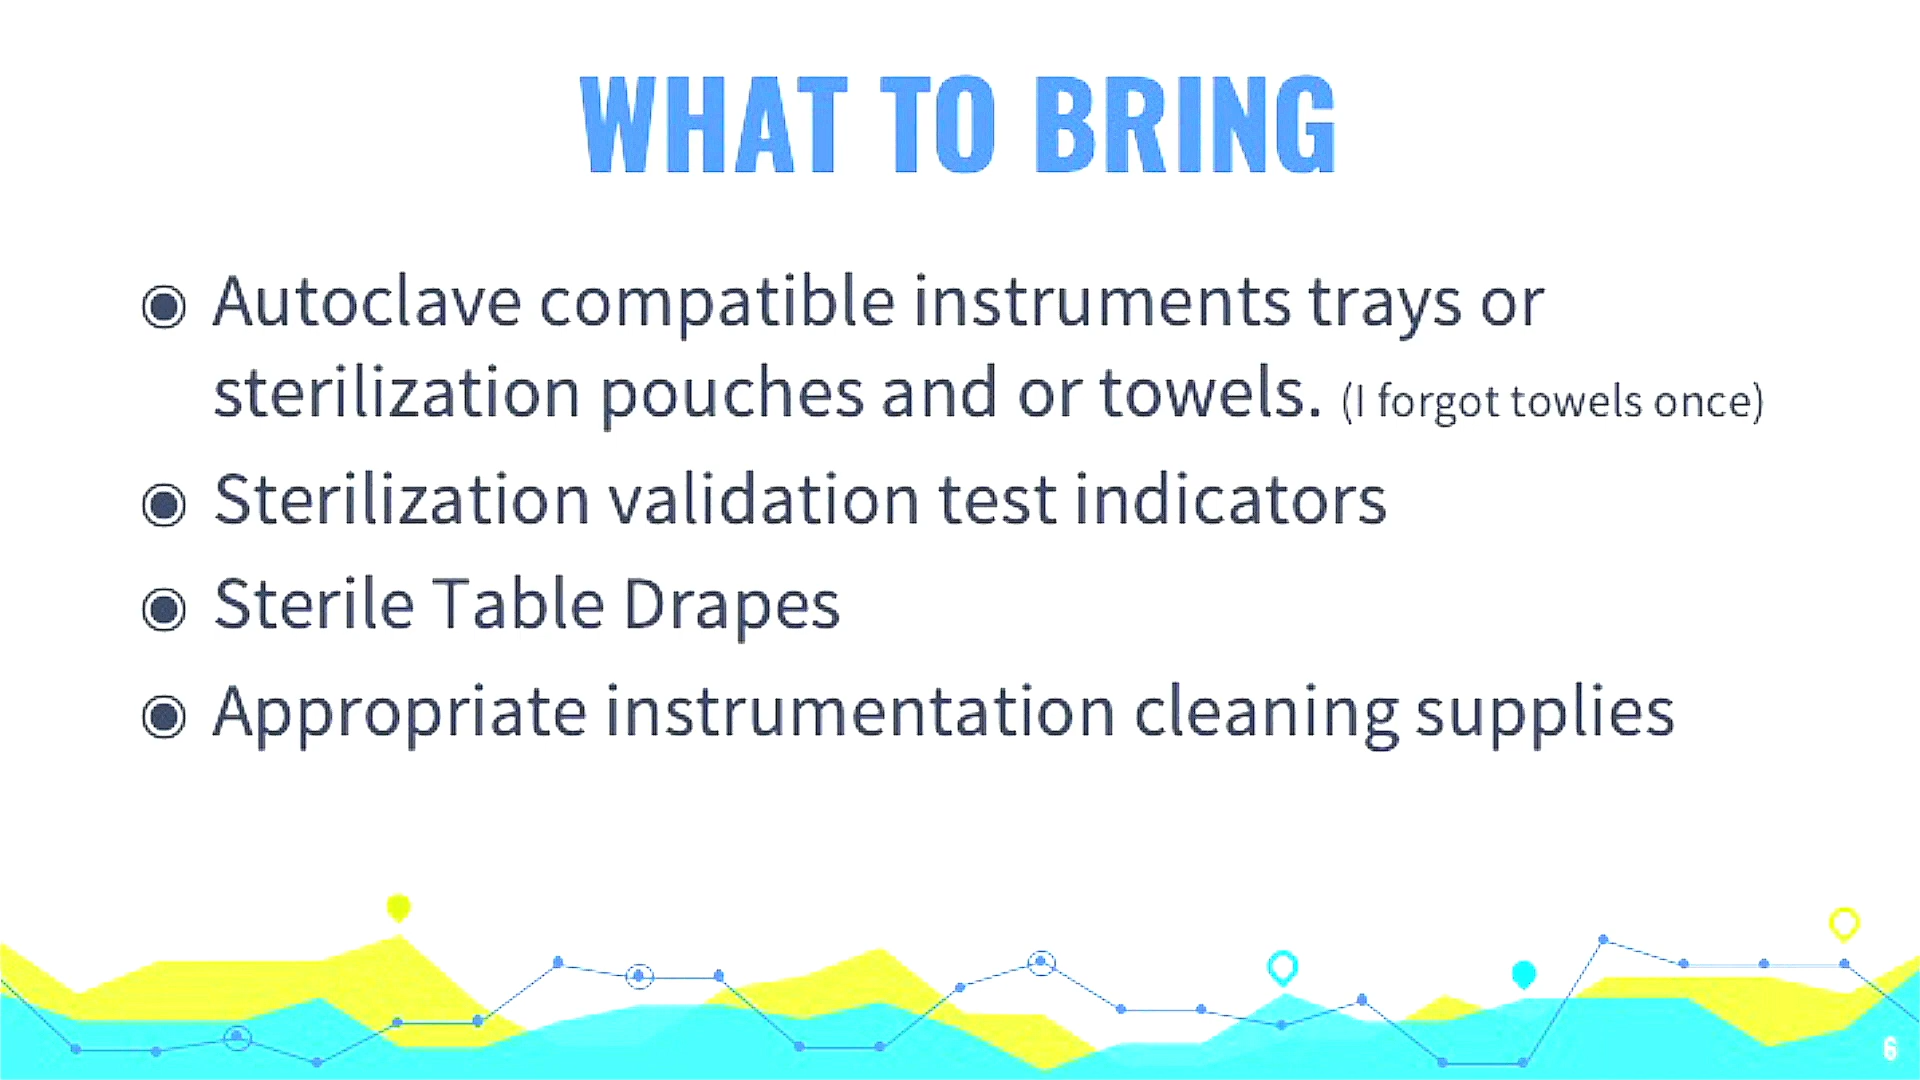 WHAT TO BRING
◉ Autoclave compatible instruments trays or
sterilization pouches and or towels. (I forgot towels once)
◉ Sterilization validation test indicators
◉ Sterile Table Drapes
◉ Appropriate instrumentation cleaning supplies
6